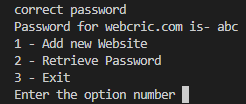 correct password
Password for webcric.com is- abc
1 - Add new Website
2 - Retrieve Password
3 - Exit
Enter the option number